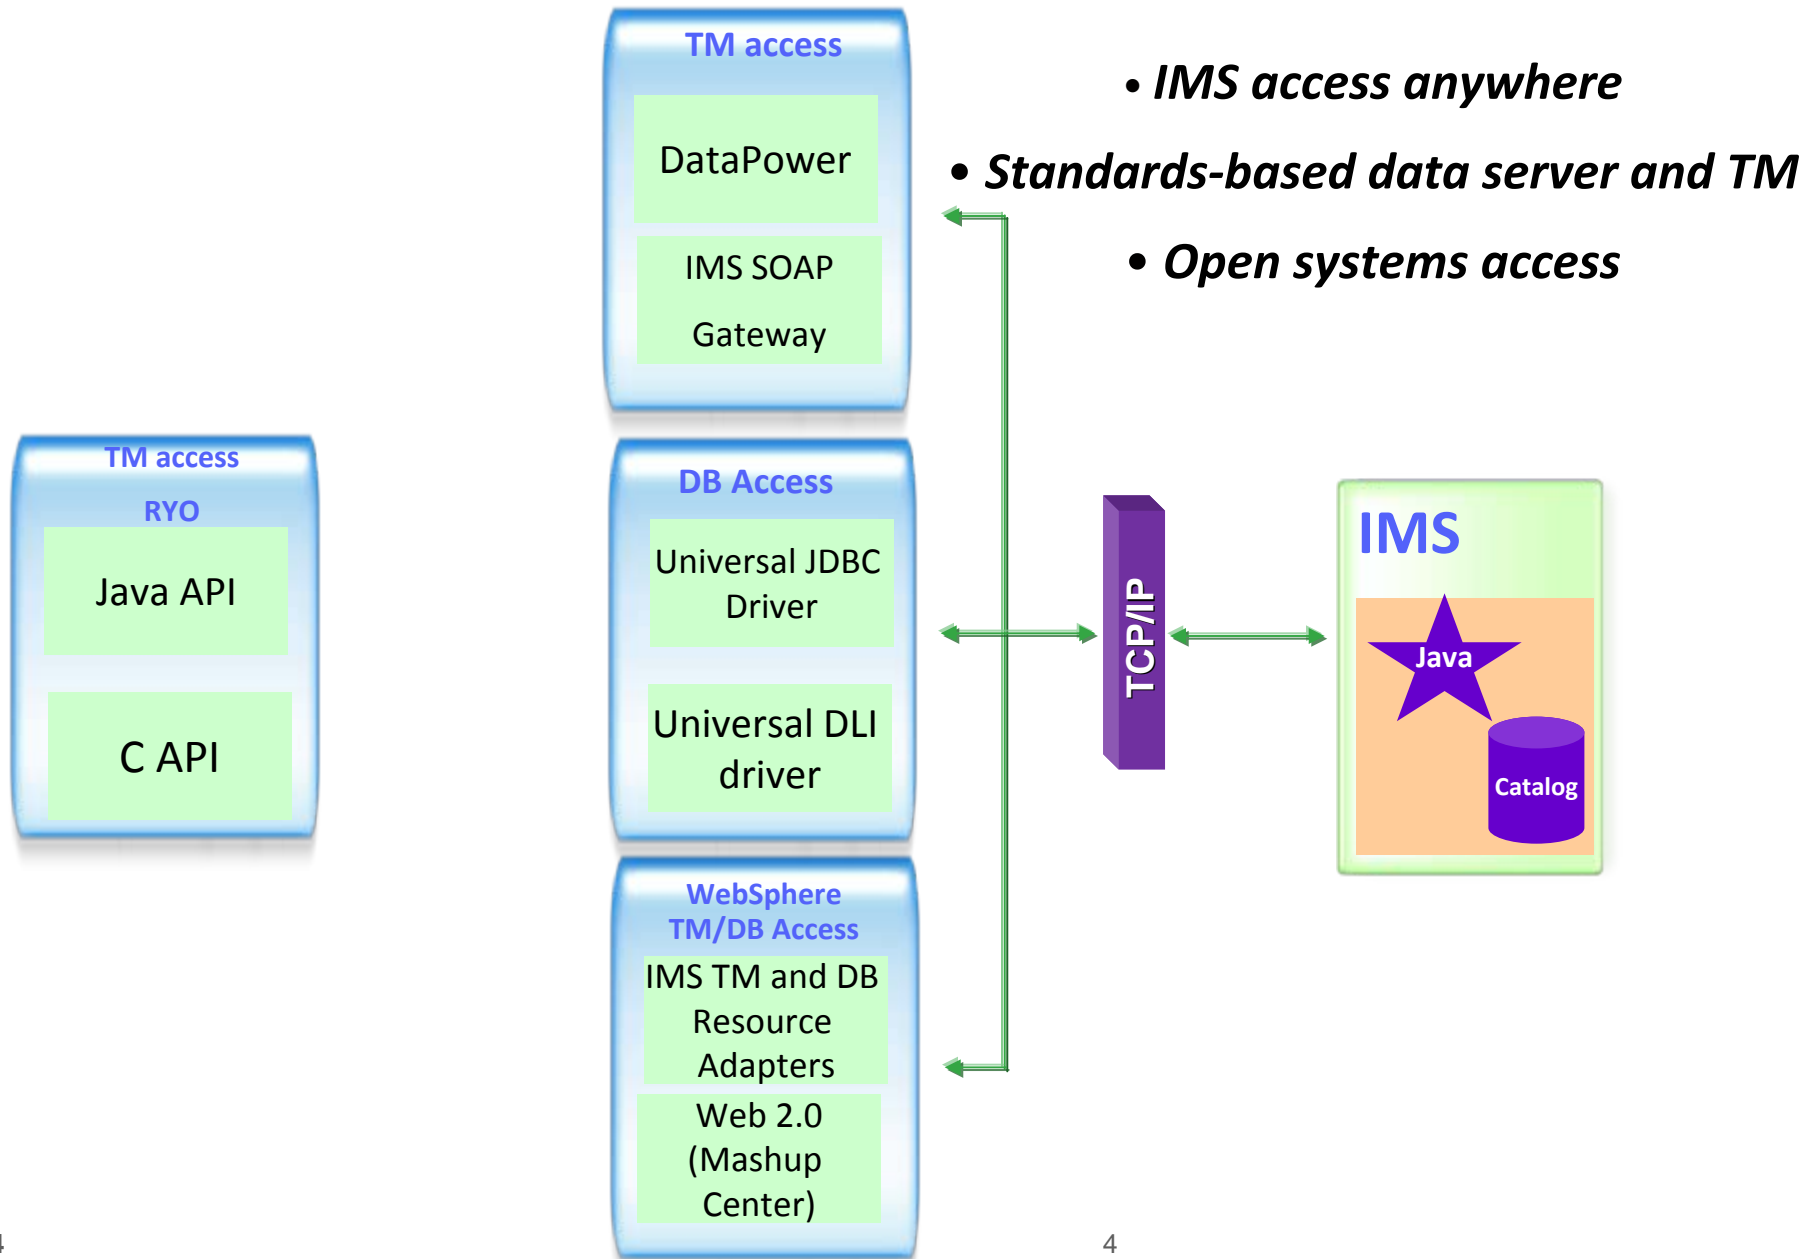 TM access
DataPower
IMS SOAP
Gateway
• IMS access anywhere
• Standards-based data server and TM
• Open systems access
TM access
RYO
Java API
C API
DB Access
Universal JDBC
Driver
Universal DLI
driver
WebSphere
TM/DB Access
IMS TM and DB
Resource
Adapters
Web 2.0
(Mashup
Center)
TCP/IP
IMS
Java
Catalog
4
4